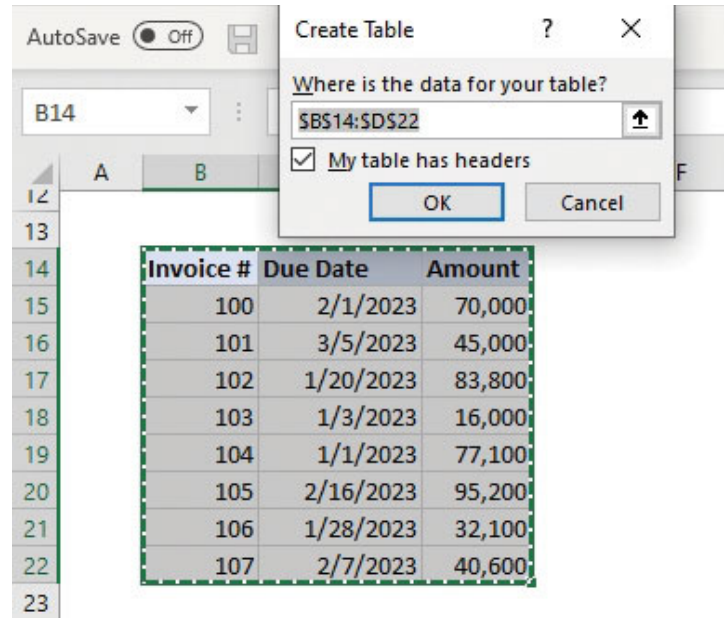 AutoSave Off
Create Table ? ×
Where is the data for your table?
B14
$B$14:$D$22
My table has headers
OK Cancel
A B F
12
13
14 Invoice # Due Date Amount
15 100 2/1/2023 70,000
16 101 3/5/2023 45,000
17 102 1/20/2023 83,800
18 103 1/3/2023 16,000
19 104 1/1/2023 77,100
20 105 2/16/2023 95,200
21 106 1/28/2023 32,100
22 107 2/7/2023 40,600
23